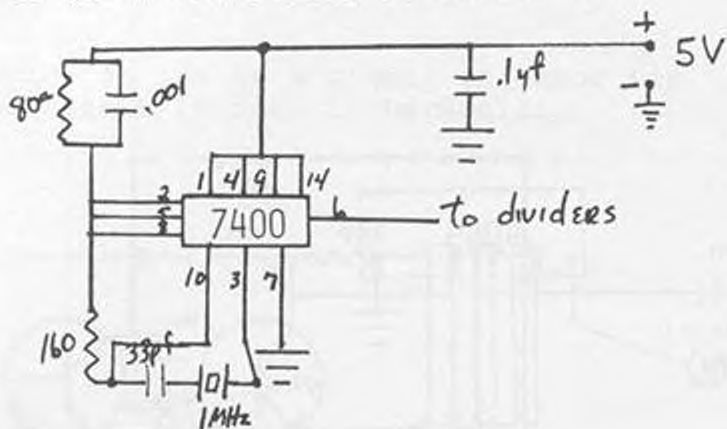 +
5V
-
.1yf
80Ω
.001
1 4 9 14
2
5
8
7400
6
to dividers
10 3 7
160
33pf
1MHz